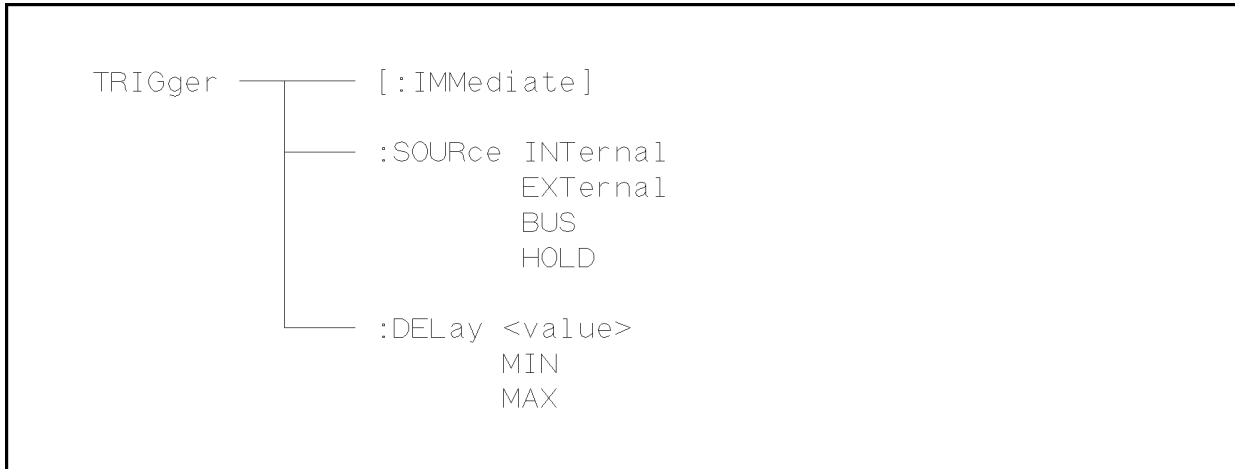 TRIGger [:IMMediate]
:SOURce INTernal
EXTernal
BUS
HOLD
:DELay <value>
MIN
MAX